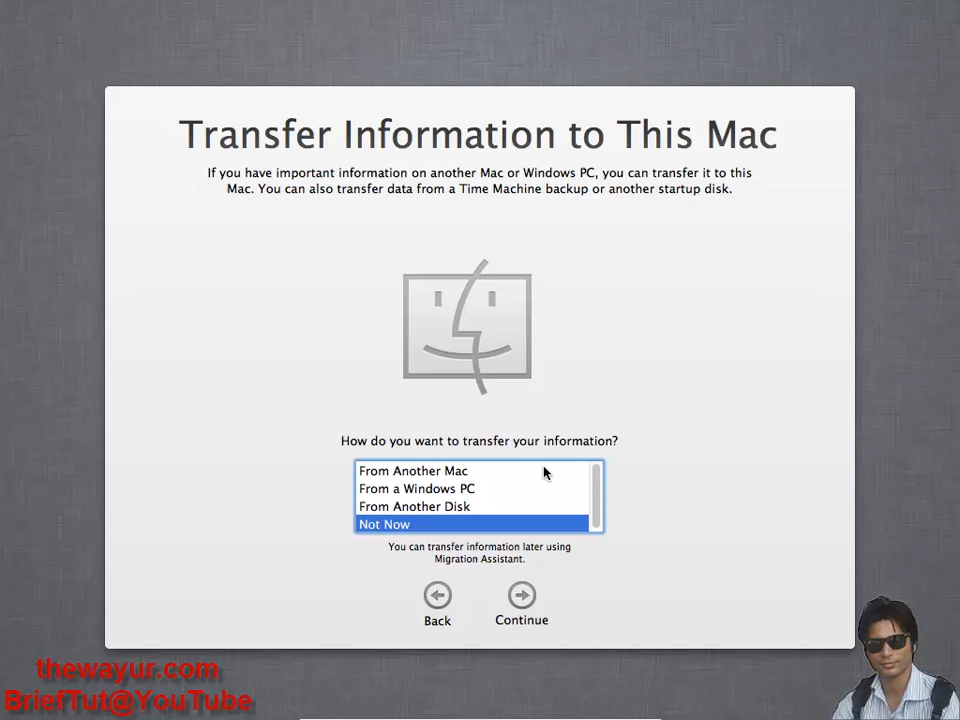 Transfer Information to This Mac
If you have important information on another Mac or Windows PC, you can transfer it to this
Mac. You can also transfer data from a Time Machine backup or another startup disk.
How do you want to transfer your information?
From Another Mac
From a Windows PC
From Another Disk
Not Now
You can transfer information later using
Migration Assistant.
Back
Continue
thewayur.com
BriefTut@YouTube